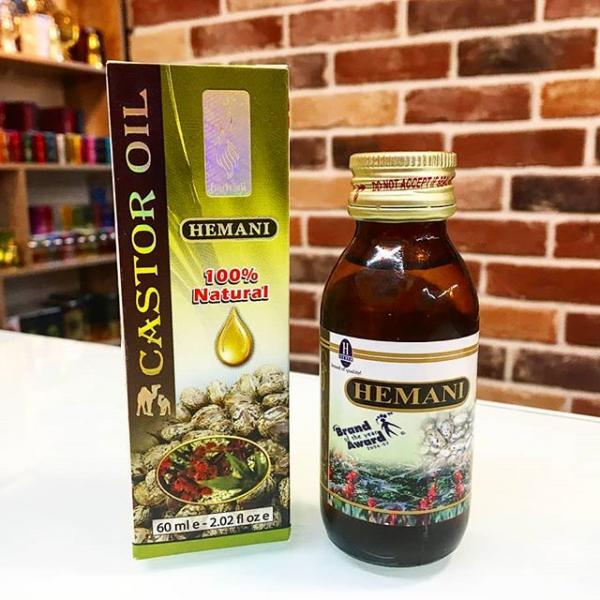 CASTOR OIL
HEMANI
100%
Natural
60 ml e - 2.02 fl oz e
DO NOT ACCEPT IF SEAL
H
HEMANI
Brand
of the year
Award